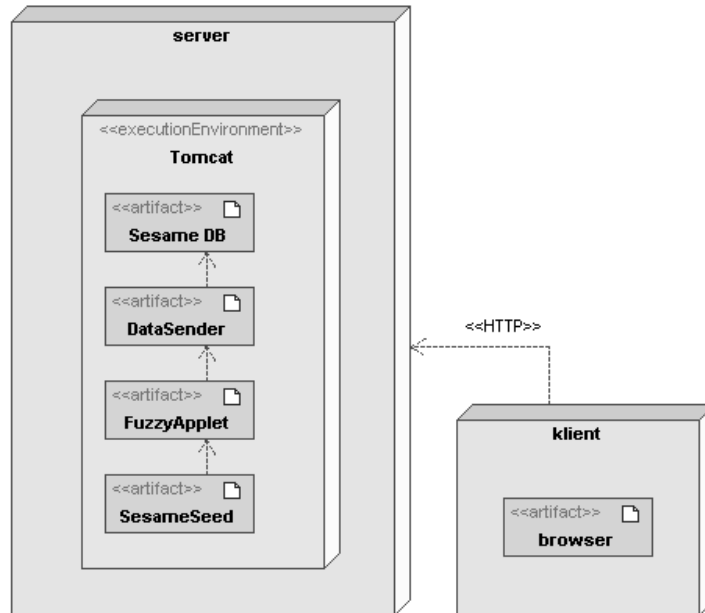 server
<<executionEnvironment>>
Tomcat
<<artifact>>
Sesame DB
<<artifact>>
DataSender
<<artifact>>
FuzzyApplet
<<artifact>>
SesameSeed
<<HTTP>>
klient
<<artifact>>
browser